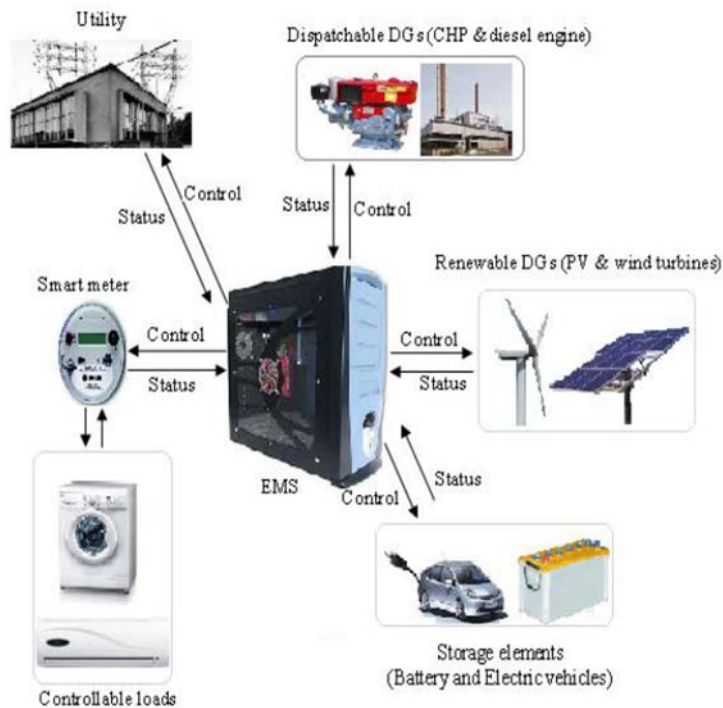 Utility
Dispatchable DGs (CHP & diesel engine)
Control
Status
Status
Control
Renewable DGs (PV & wind turbines)
Smart meter
Control
Status
Control
Status
EMS
Control
Status
Storage elements
(Battery and Electric vehicles)
Controllable loads